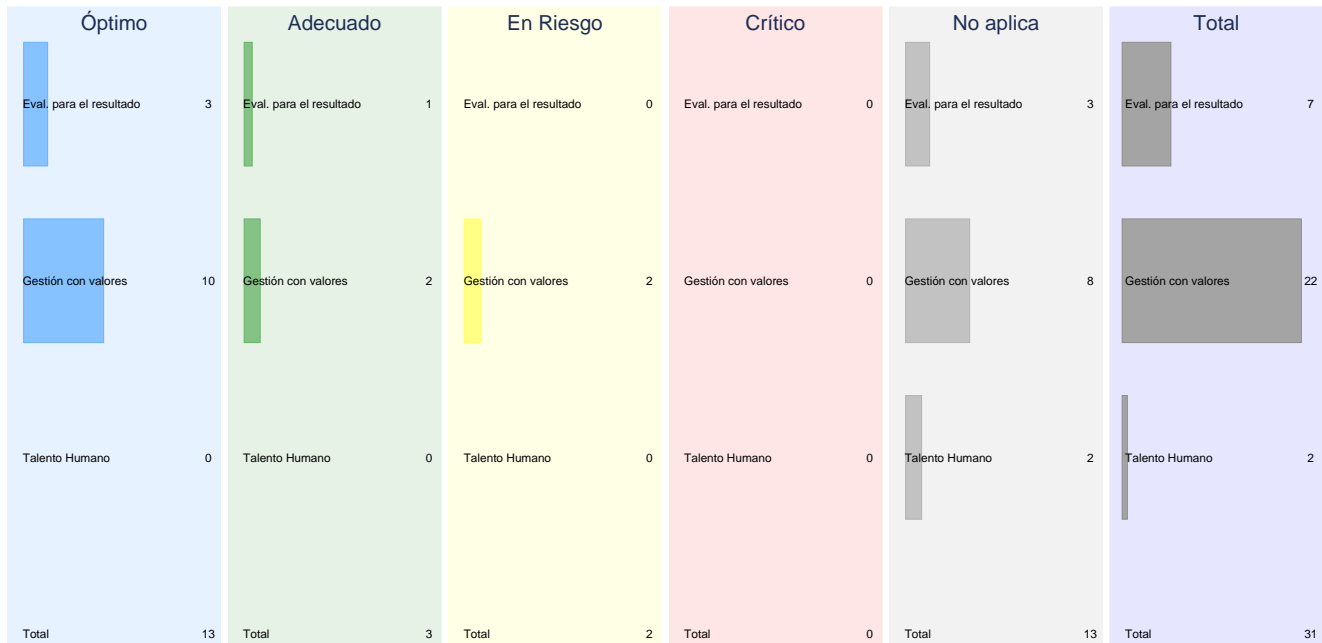 Óptimo Adecuado En Riesgo Crítico No aplica Total
Eval. para el resultado 3 Eval. para el resultado 1 Eval. para el resultado 0 Eval. para el resultado 0 Eval. para el resultado 3 Eval. para el resultado 7
Gestión con valores 10 Gestión con valores 2 Gestión con valores 2 Gestión con valores 0 Gestión con valores 8 Gestión con valores 22
Talento Humano 0 Talento Humano 0 Talento Humano 0 Talento Humano 0 Talento Humano 2 Talento Humano 2
Total 13 Total 3 Total 2 Total 0 Total 13 Total 31